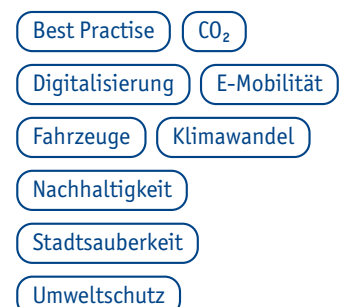 Best Practise CO₂
Digitalisierung E-Mobilität
Fahrzeuge Klimawandel
Nachhaltigkeit
Stadtsauberkeit
Umweltschutz